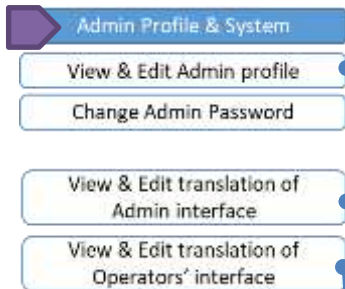 Admin Profile & System
View & Edit Admin profile
Change Admin Password
View & Edit translation of
Admin interface
View & Edit translation of
Operators' interface